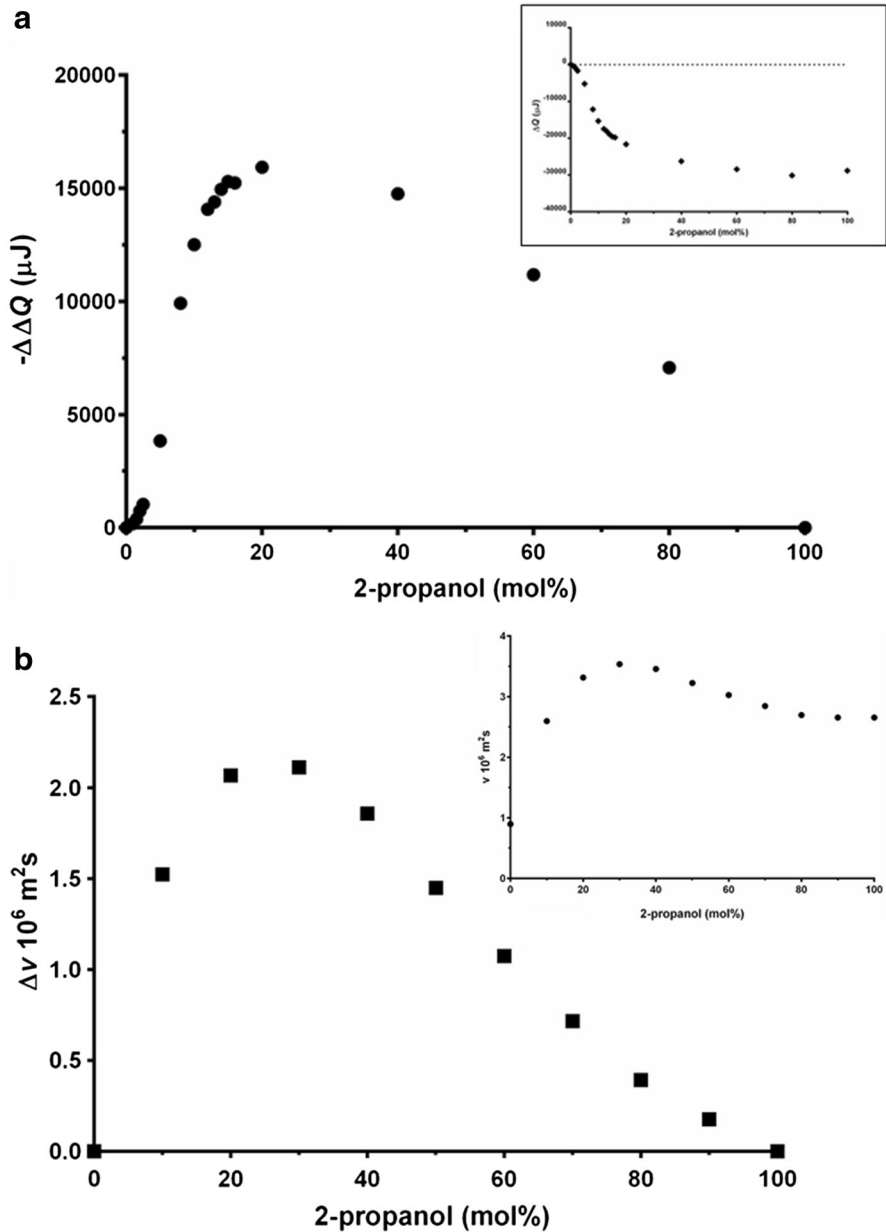 a
20000
15000
10000
5000
0
-ΔΔQ (µJ)
0 20 40 60 80 100
2-propanol (mol%)
10000
0
-10000
-20000
-30000
-40000
ΔQ (µJ)
0 20 40 60 80 100
2-propanol (mol%)
b
2.5
2.0
1.5
1.0
0.5
0.0
Δv 10⁶ m²s
0 20 40 60 80 100
2-propanol (mol%)
4
3
2
1
0
v 10⁶ m²s
0 20 40 60 80 100
2-propanol (mol%)